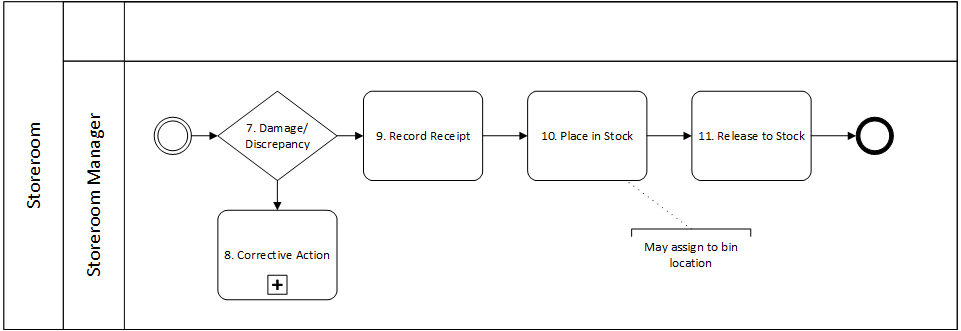 Storeroom
Storeroom Manager
7. Damage/
Discrepancy
9. Record Receipt
10. Place in Stock
11. Release to Stock
8. Corrective Action
May assign to bin
location